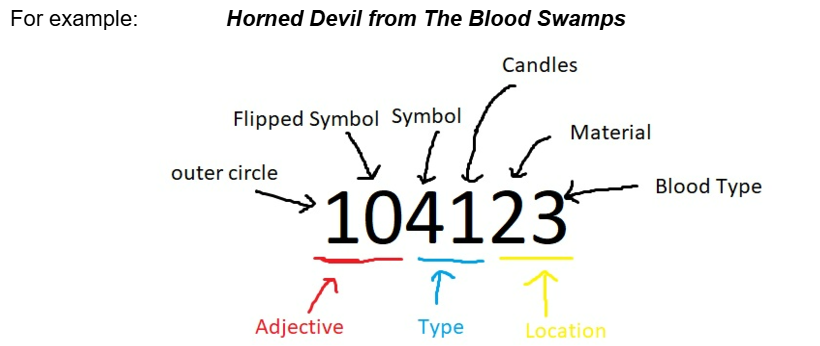 For example: Horned Devil from The Blood Swamps
Candles
Flipped Symbol Symbol
Material
outer circle
Blood Type
104123
Adjective Type Location